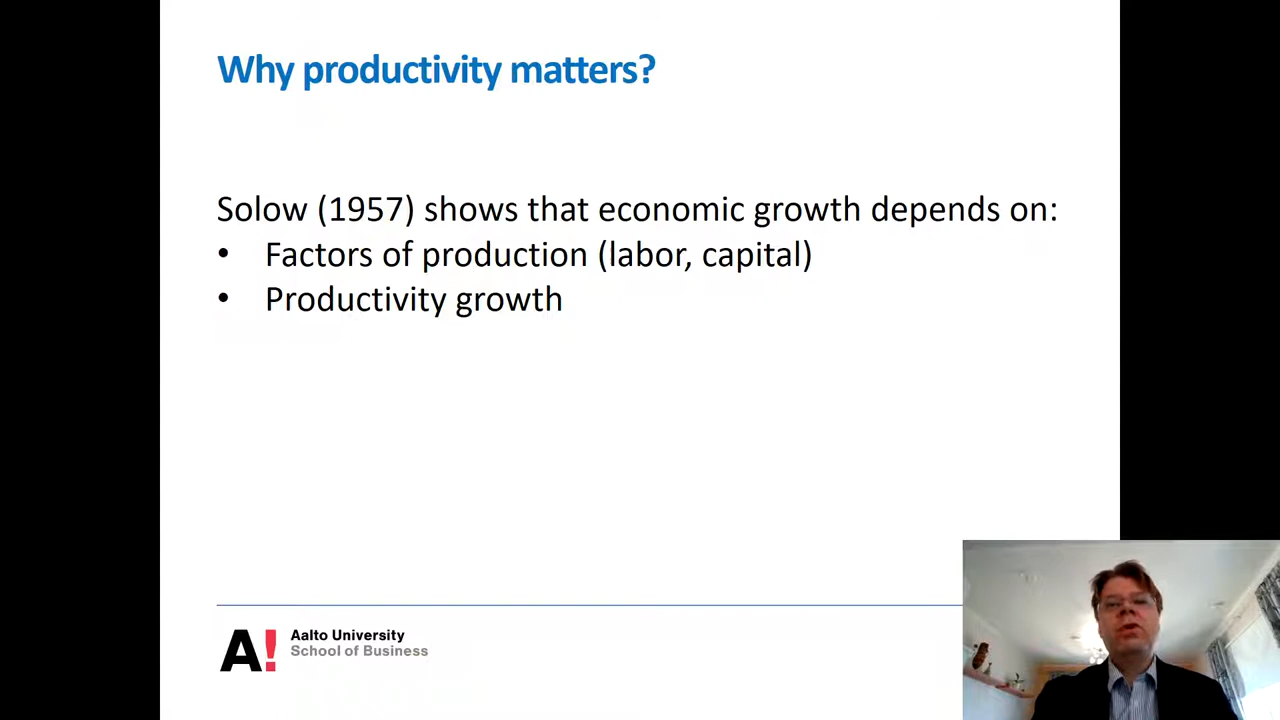 Why productivity matters?
Solow (1957) shows that economic growth depends on:
• Factors of production (labor, capital)
• Productivity growth
A! Aalto University
School of Business